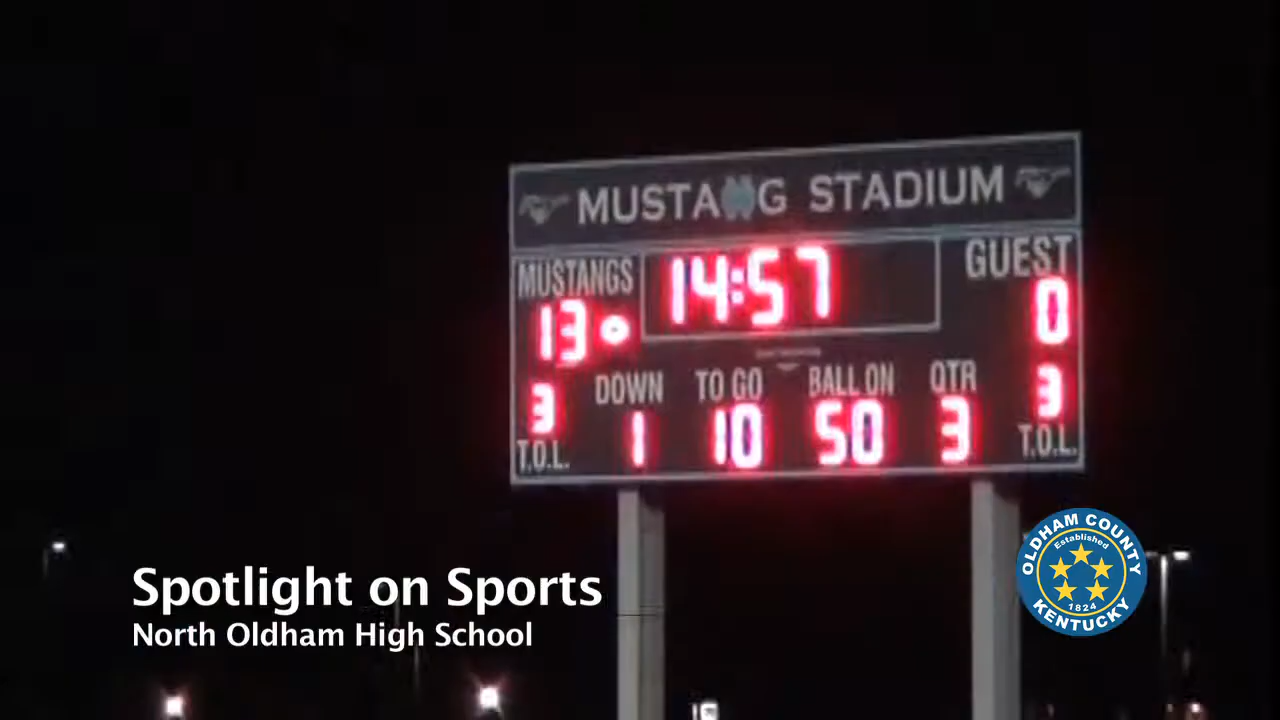 MUSTANG STADIUM
MUSTANGS
14:57
GUEST
13
0
DOWN
TO GO
BALL ON
QTR
3
1
10
50
3
3
T.O.L.
T.O.L.
OLDHAM COUNTY
Established
1824
KENTUCKY
Spotlight on Sports
North Oldham High School